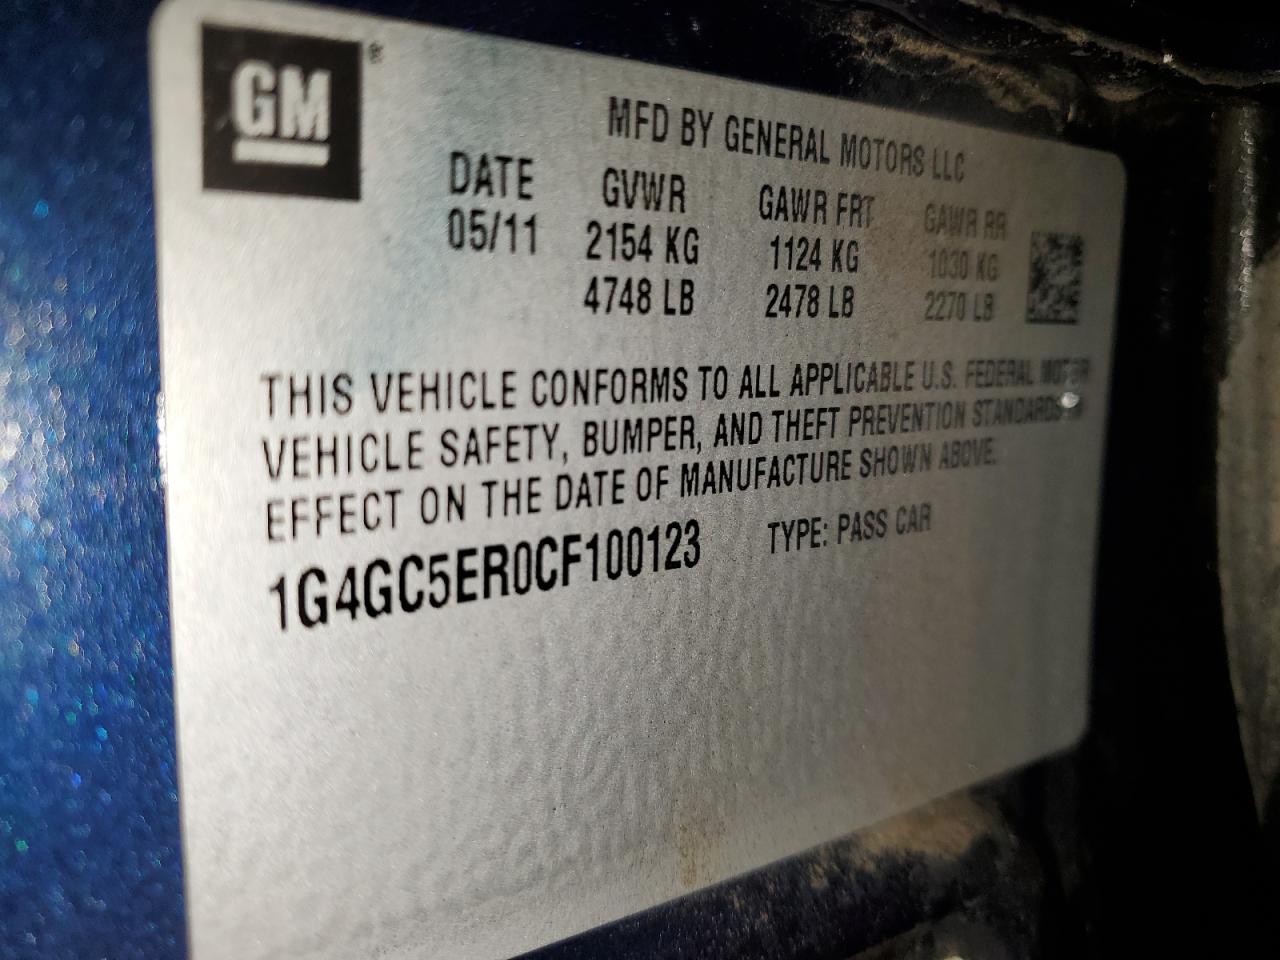 GM®
MFD BY GENERAL MOTORS LLC
DATE GVWR GAWR FRT GAWR RR
05/11 2154 KG 1124 KG 1030 KG
4748 LB 2478 LB 2270 LB
THIS VEHICLE CONFORMS TO ALL APPLICABLE U.S. FEDERAL MOTOR
VEHICLE SAFETY, BUMPER, AND THEFT PREVENTION STANDARDS IN
EFFECT ON THE DATE OF MANUFACTURE SHOWN ABOVE.
1G4GC5ER0CF100123 TYPE: PASS CAR